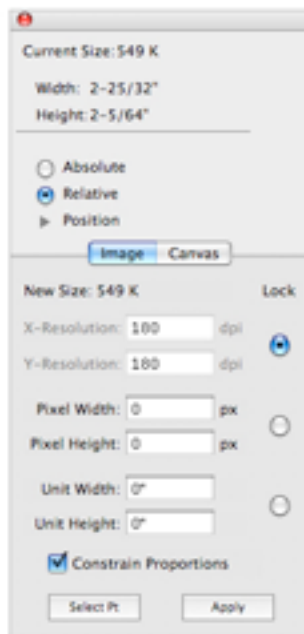 Current Size: 549 K
Width: 2-25/32"
Height: 2-5/64"
Absolute
Relative
Position
Image Canvas
New Size: 549 K Lock
X-Resolution: 180 dpi
Y-Resolution: 180 dpi
Pixel Width: 0 px
Pixel Height: 0 px
Unit Width: 0"
Unit Height: 0"
Constrain Proportions
Select Pt Apply